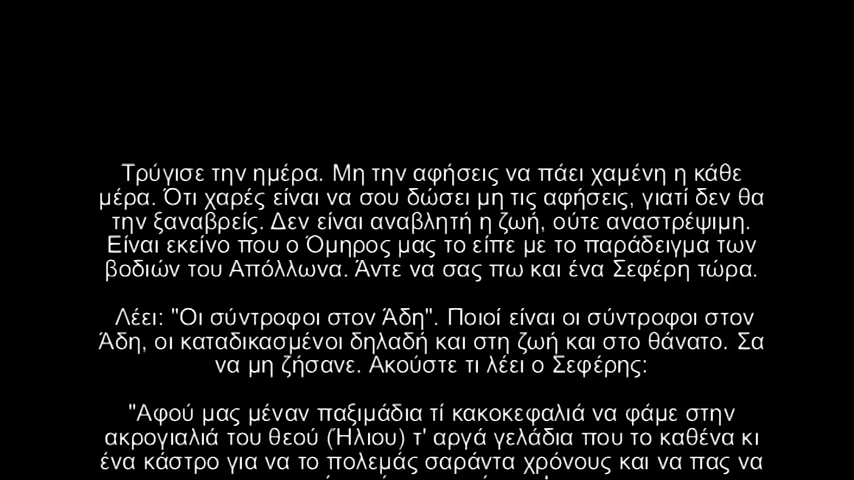 Τρύγισε την ημέρα. Μη την αφήσεις να πάει χαμένη η κάθε
μέρα. Ότι χαρές είναι να σου δώσει μη τις αφήσεις, γιατί δεν θα
την ξαναβρείς. Δεν είναι αναβλητή η ζωή, ούτε αναστρέψιμη.
Είναι εκείνο που ο Όμηρος μας το είπε με το παράδειγμα των
βοδιών του Απόλλωνα. Άντε να σας πω και ένα Σεφέρη τώρα.
Λέει: "Οι σύντροφοι στον Άδη". Ποιοί είναι οι σύντροφοι στον
Άδη, οι καταδικασμένοι δηλαδή και στη ζωή και στο θάνατο. Σα
να μη ζήσανε. Ακούστε τι λέει ο Σεφέρης:
"Αφού μας μέναν παξιμάδια τί κακοκεφαλιά να φάμε στην
ακρογιαλιά του θεού (Ήλιου) τ' αργά γελάδια που το καθένα κι
ένα κάστρο για να το πολεμάς σαράντα χρόνους και να πας να